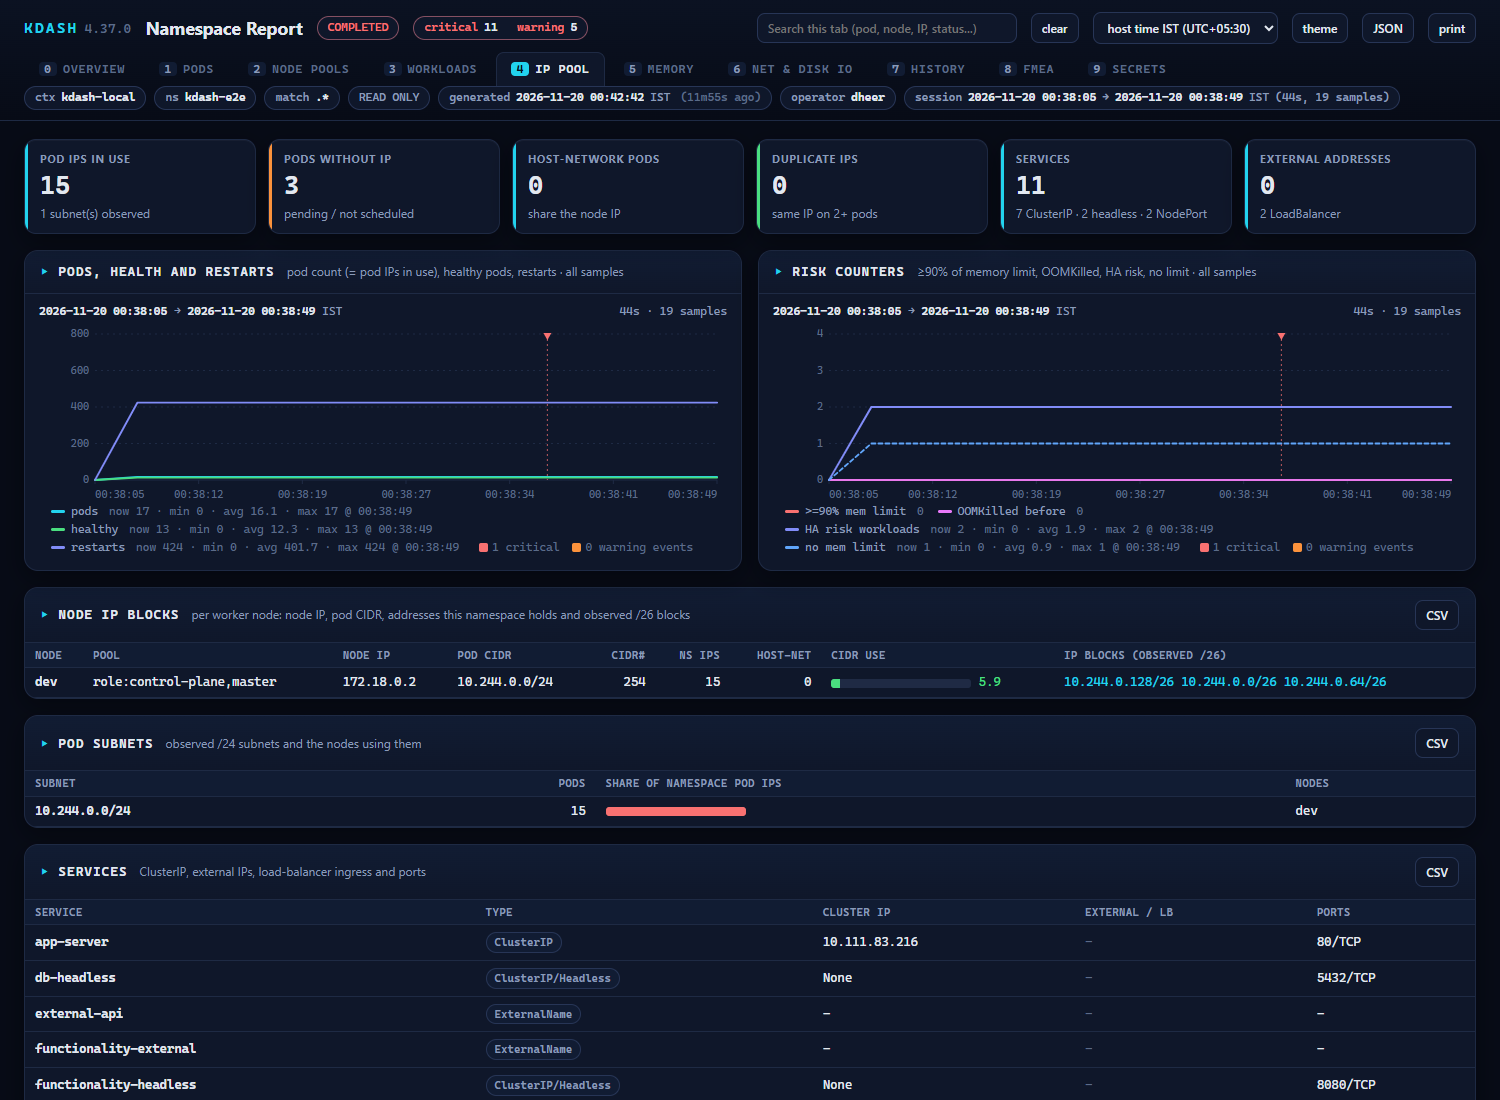 KDASH 4.37.0 Namespace Report COMPLETED critical 11 warning 5 Search this tab (pod, node, IP, status...) clear host time IST (UTC+05:30) theme JSON print
0 OVERVIEW 1 PODS 2 NODE POOLS 3 WORKLOADS 4 IP POOL 5 MEMORY 6 NET & DISK IO 7 HISTORY 8 FMEA 9 SECRETS
ctx kdash-local ns kdash-e2e match .* READ ONLY generated 2026-11-20 00:42:42 IST (11m55s ago) operator dheer session 2026-11-20 00:38:05 → 2026-11-20 00:38:49 IST (44s, 19 samples)
POD IPS IN USE
15
1 subnet(s) observed
PODS WITHOUT IP
3
pending / not scheduled
HOST-NETWORK PODS
0
share the node IP
DUPLICATE IPS
0
same IP on 2+ pods
SERVICES
11
7 ClusterIP · 2 headless · 2 NodePort
EXTERNAL ADDRESSES
0
2 LoadBalancer
PODS, HEALTH AND RESTARTS pod count (= pod IPs in use), healthy pods, restarts · all samples
2026-11-20 00:38:05 → 2026-11-20 00:38:49 IST 44s · 19 samples
800
600
400
200
0
00:38:05 00:38:12 00:38:19 00:38:27 00:38:34 00:38:41 00:38:49
pods now 17 · min 0 · avg 16.1 · max 17 @ 00:38:49
healthy now 13 · min 0 · avg 12.3 · max 13 @ 00:38:49
restarts now 424 · min 0 · avg 401.7 · max 424 @ 00:38:49 1 critical 0 warning events
RISK COUNTERS ≥90% of memory limit, OOMKilled, HA risk, no limit · all samples
2026-11-20 00:38:05 → 2026-11-20 00:38:49 IST 44s · 19 samples
4
3
2
1
0
00:38:05 00:38:12 00:38:19 00:38:27 00:38:34 00:38:41 00:38:49
>=90% mem limit 0 OOMKilled before 0
HA risk workloads now 2 · min 0 · avg 1.9 · max 2 @ 00:38:49
no mem limit now 1 · min 0 · avg 0.9 · max 1 @ 00:38:49 1 critical 0 warning events
NODE IP BLOCKS per worker node: node IP, pod CIDR, addresses this namespace holds and observed /26 blocks CSV
NODE POOL NODE IP POD CIDR CIDR# NS IPS HOST-NET CIDR USE IP BLOCKS (OBSERVED /26)
dev role:control-plane,master 172.18.0.2 10.244.0.0/24 254 15 0 5.9 10.244.0.128/26 10.244.0.0/26 10.244.0.64/26
POD SUBNETS observed /24 subnets and the nodes using them CSV
SUBNET PODS SHARE OF NAMESPACE POD IPS NODES
10.244.0.0/24 15 dev
SERVICES ClusterIP, external IPs, load-balancer ingress and ports CSV
SERVICE TYPE CLUSTER IP EXTERNAL / LB PORTS
app-server ClusterIP 10.111.83.216 – 80/TCP
db-headless ClusterIP/Headless None – 5432/TCP
external-api ExternalName – – –
functionality-external ExternalName – – –
functionality-headless ClusterIP/Headless None – 8080/TCP